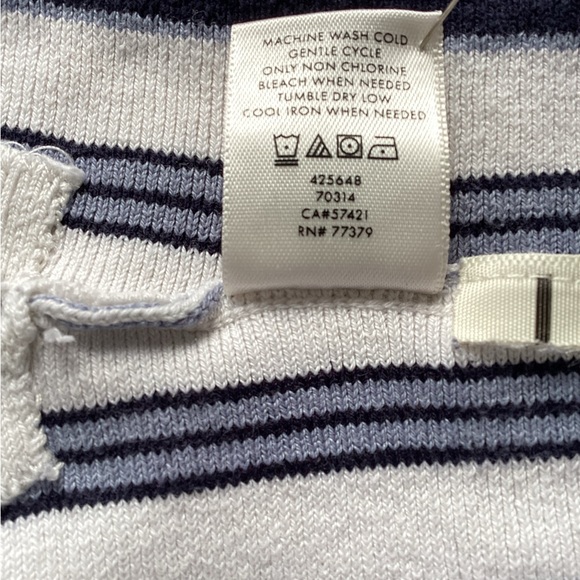 MACHINE WASH COLD
GENTLE CYCLE
ONLY NON CHLORINE
BLEACH WHEN NEEDED
TUMBLE DRY LOW
COOL IRON WHEN NEEDED
425648
70314
CA#57421
RN# 77379